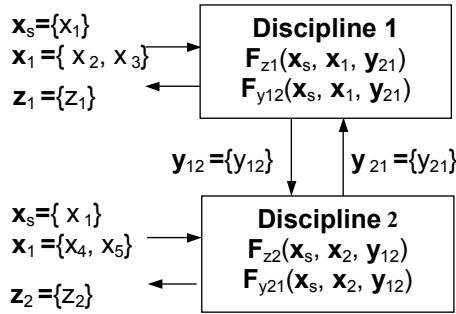 x_s={x_1}
x_1={ x_2, x_3}
z_1={z_1}
Discipline 1
F_z1(x_s, x_1, y_21)
F_y12(x_s, x_1, y_21)
y_12={y_12}
y_21={y_21}
x_s={ x_1}
x_1={x_4, x_5}
z_2={z_2}
Discipline 2
F_z2(x_s, x_2, y_12)
F_y21(x_s, x_2, y_12)